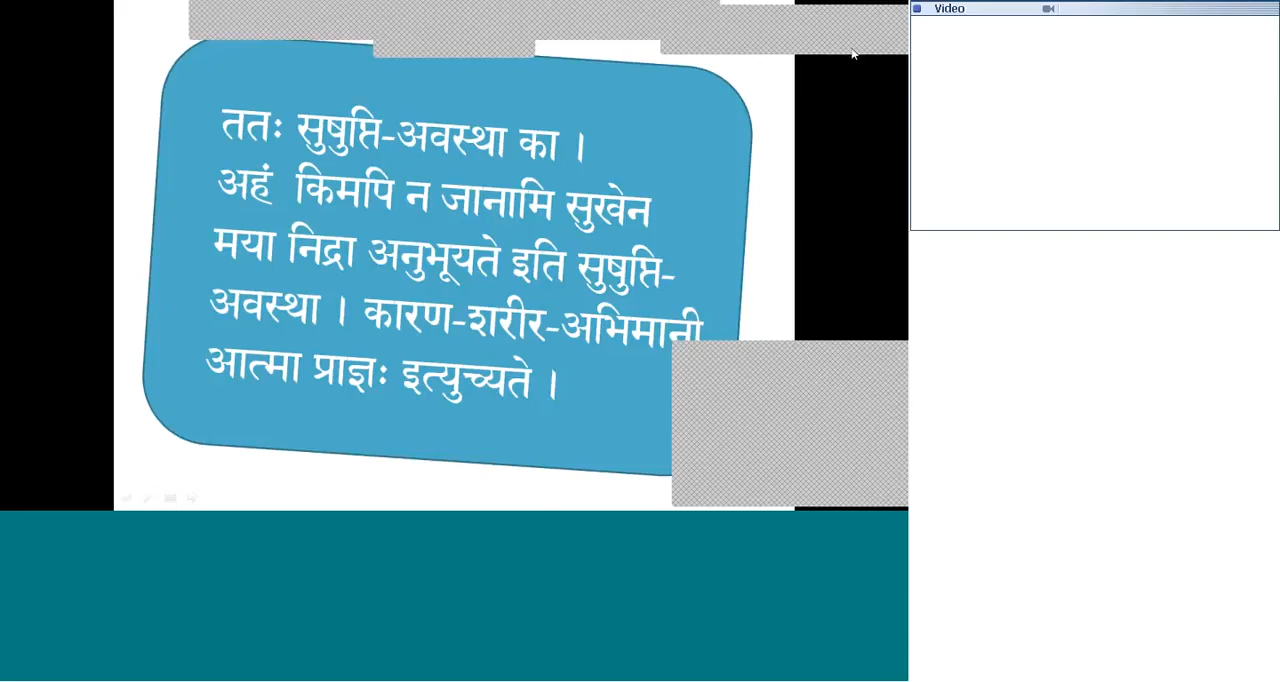 Video
ततः सुषुप्ति-अवस्था का ।
अहं किमपि न जानामि सुखेन
मया निद्रा अनुभूयते इति सुषुप्ति-
अवस्था । कारण-शरीर-अभिमानी
आत्मा प्राज्ञः इत्युच्यते ।